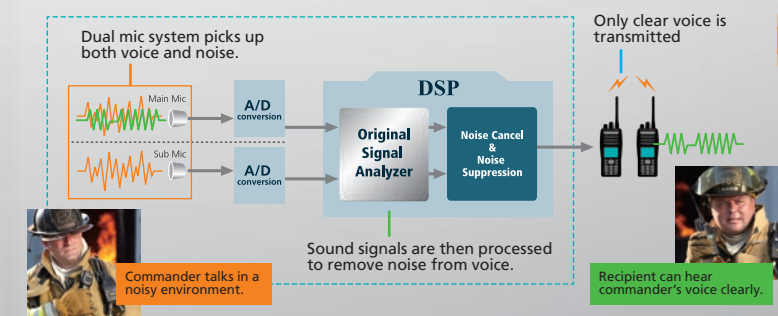 Dual mic system picks up
both voice and noise.
Only clear voice is
transmitted
Main Mic
A/D
conversion
DSP
Original
Signal
Analyzer
Noise Cancel
&
Noise
Suppression
Sub Mic
A/D
conversion
Sound signals are then processed
to remove noise from voice.
Commander talks in a
noisy environment.
Recipient can hear
commander's voice clearly.